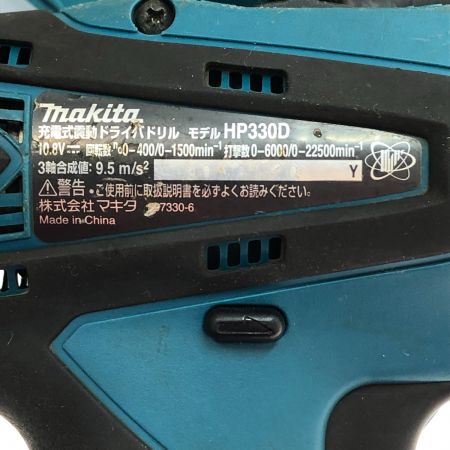 makita
充電式震動ドライバドリル モデル HP330D
10.8V⎓ 回転数 n0 0-400/0-1500min-1 打撃数0-6000/0-22500min-1
3軸合成値: 9.5 m/s2 Y
⚠警告・ご使用前に取扱説明書を必ずよくお読みください。
株式会社 マキタ 7330-6
Made in China